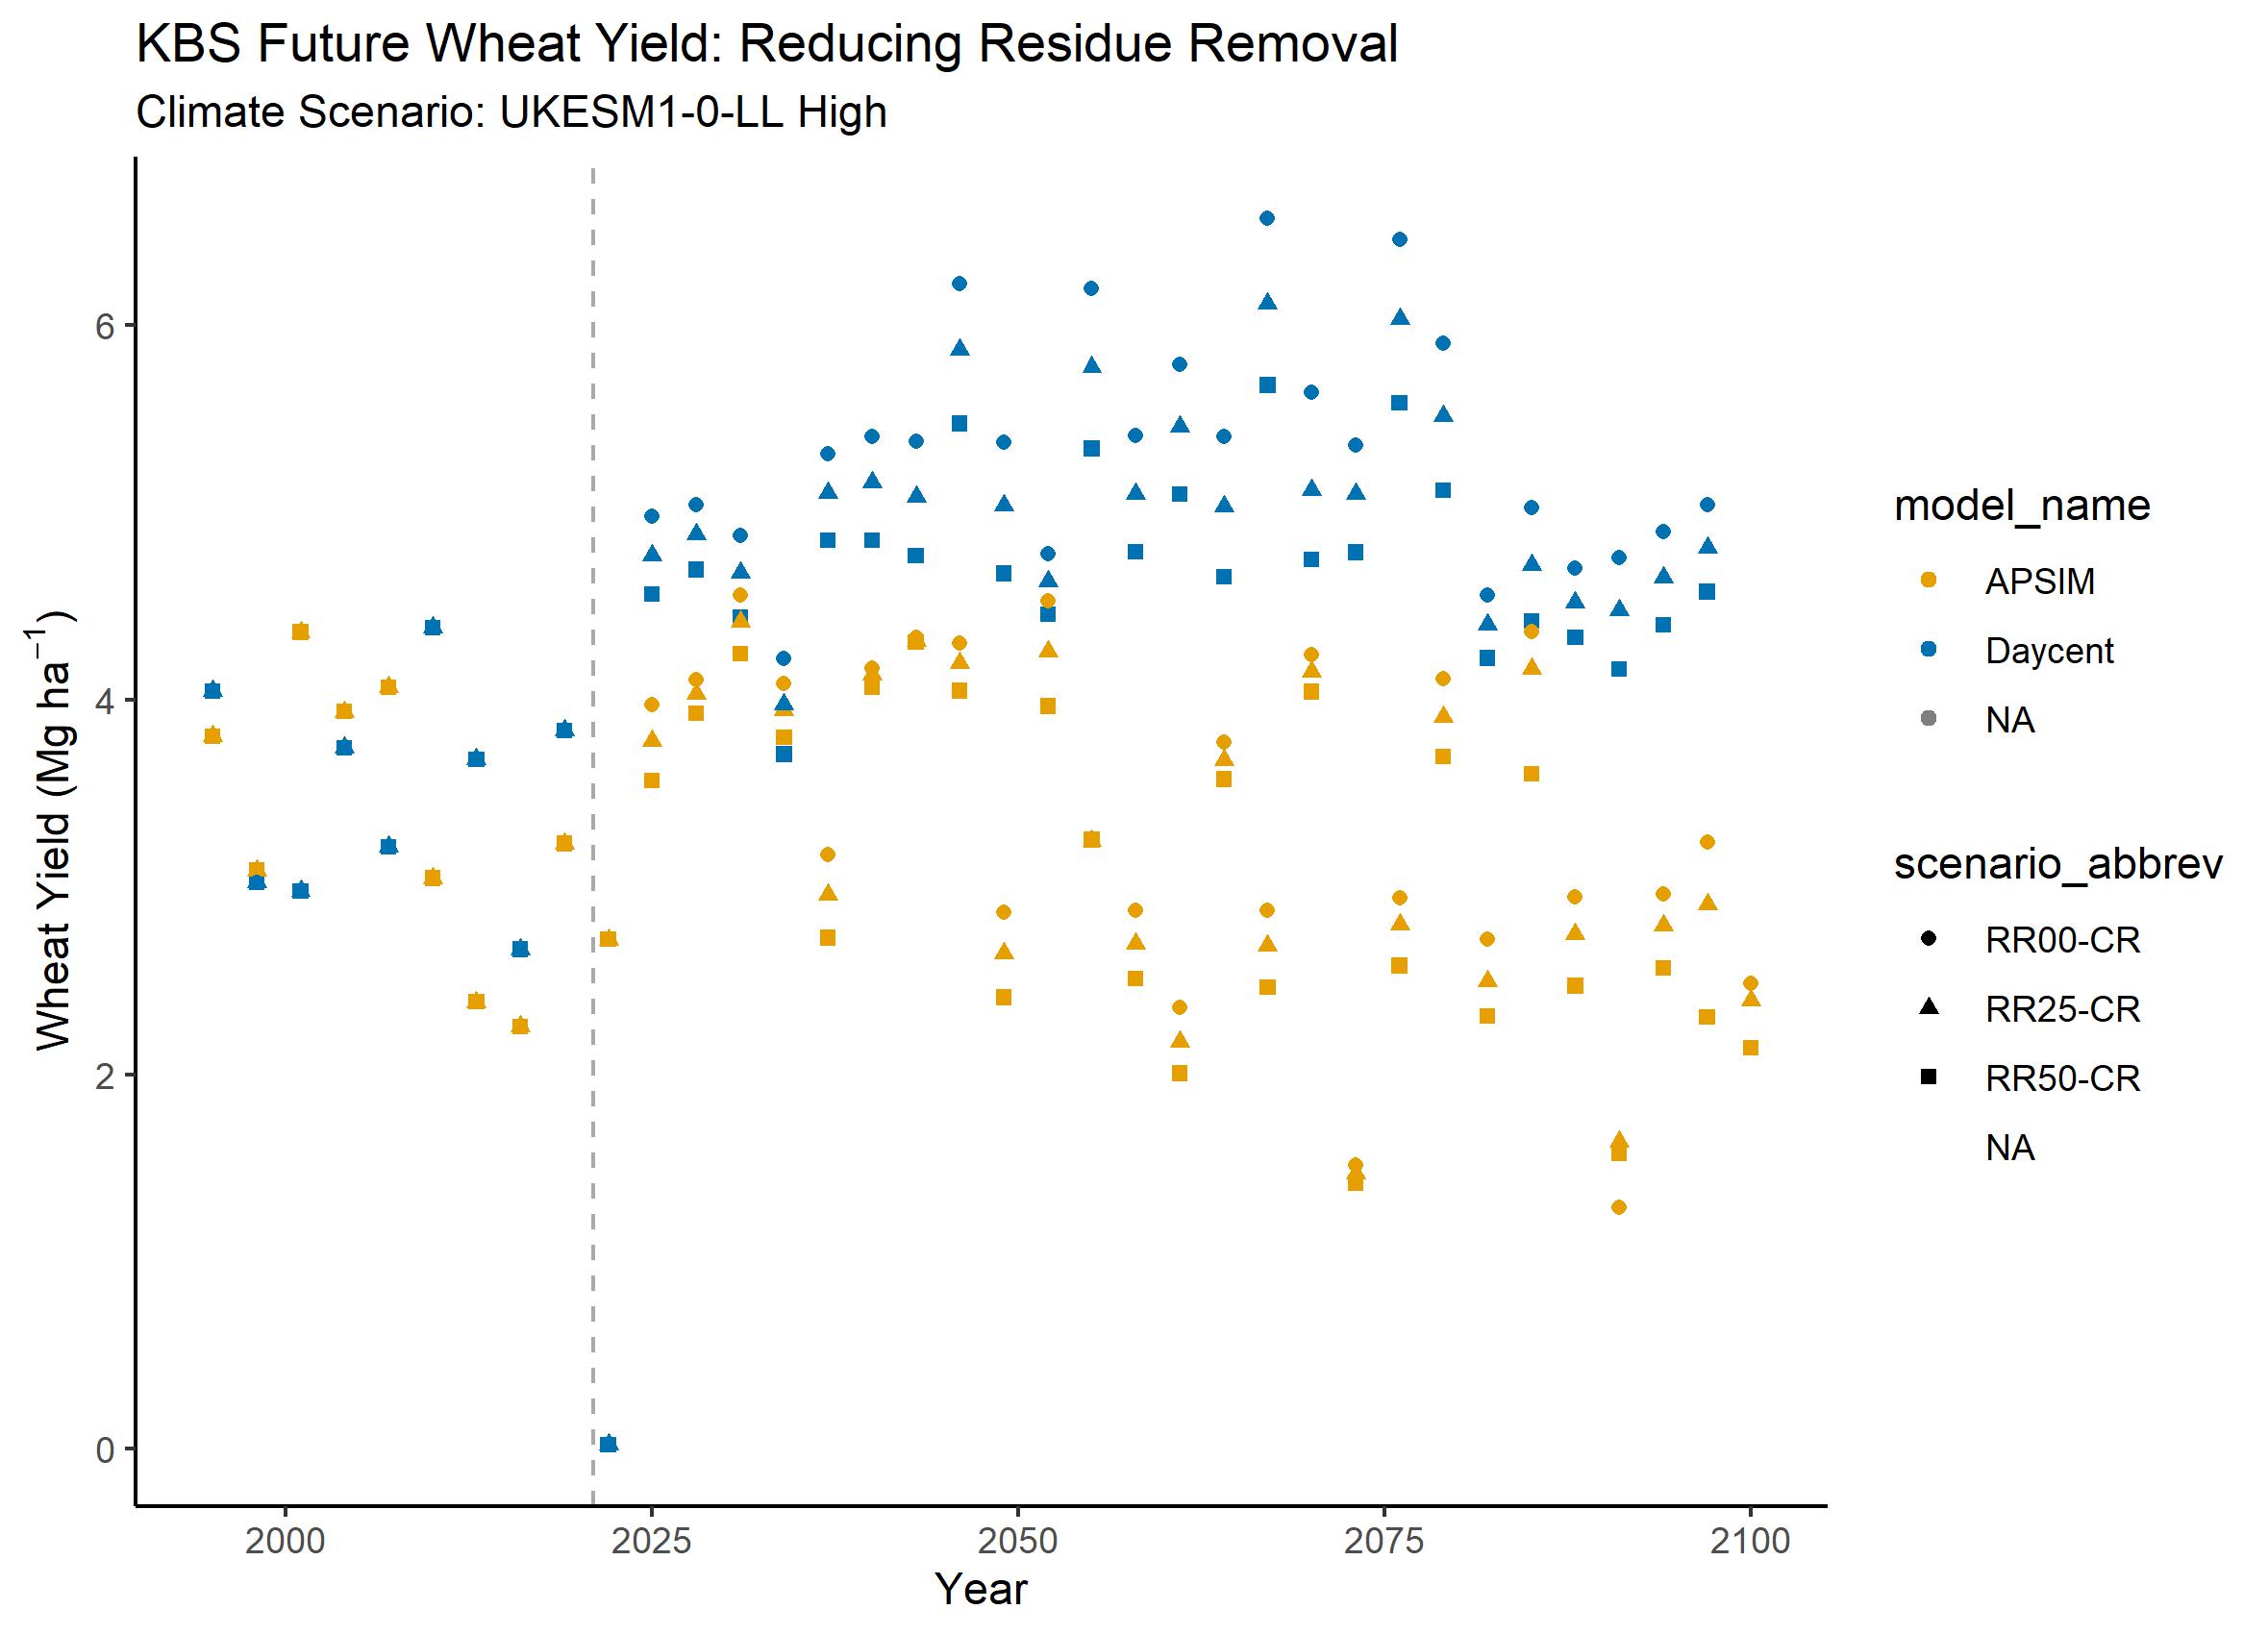 KBS Future Wheat Yield: Reducing Residue Removal
Climate Scenario: UKESM1-0-LL High
Wheat Yield (Mg ha⁻¹)
6
4
2
0
2000
2025
2050
2075
2100
Year
model_name
APSIM
Daycent
NA
scenario_abbrev
RR00-CR
RR25-CR
RR50-CR
NA